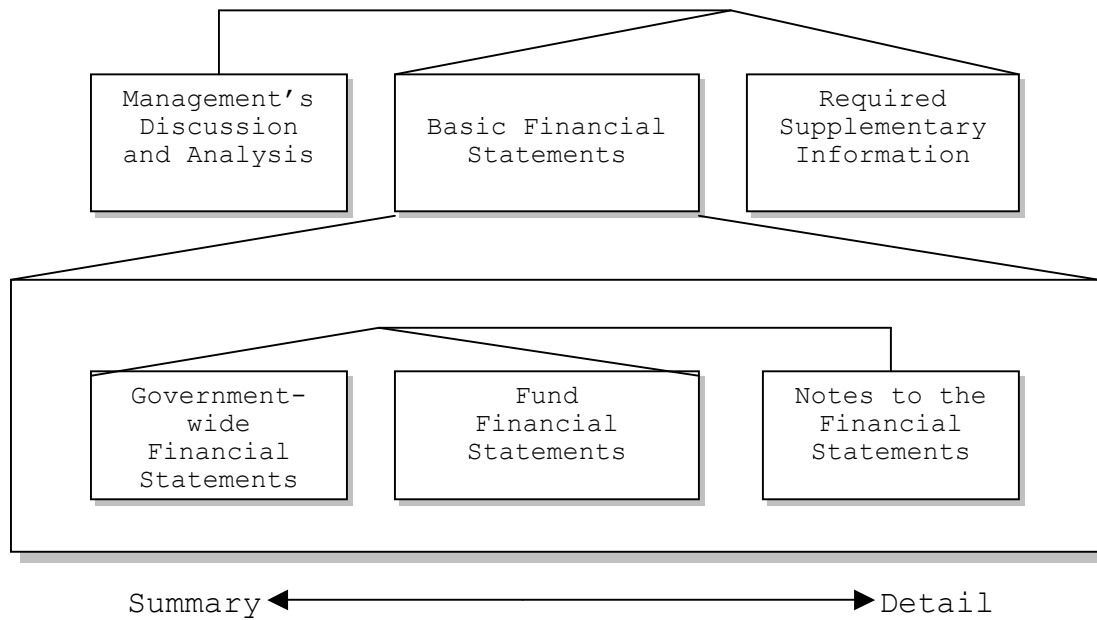 Management’s
Discussion
and Analysis
Basic Financial
Statements
Required
Supplementary
Information
Government-
wide
Financial
Statements
Fund
Financial
Statements
Notes to the
Financial
Statements
Summary
Detail